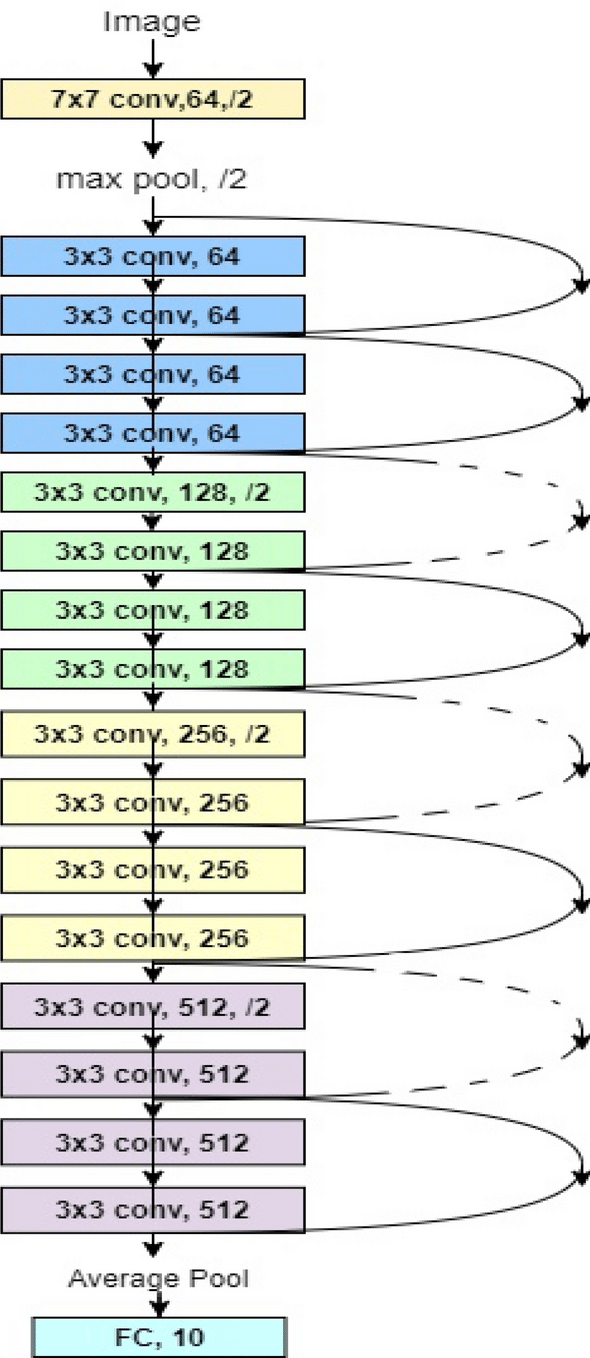 Image
7x7 conv,64,/2
max pool, /2
3x3 conv, 64
3x3 conv, 64
3x3 conv, 64
3x3 conv, 64
3x3 conv, 128, /2
3x3 conv, 128
3x3 conv, 128
3x3 conv, 128
3x3 conv, 256, /2
3x3 conv, 256
3x3 conv, 256
3x3 conv, 256
3x3 conv, 512, /2
3x3 conv, 512
3x3 conv, 512
3x3 conv, 512
Average Pool
FC, 10